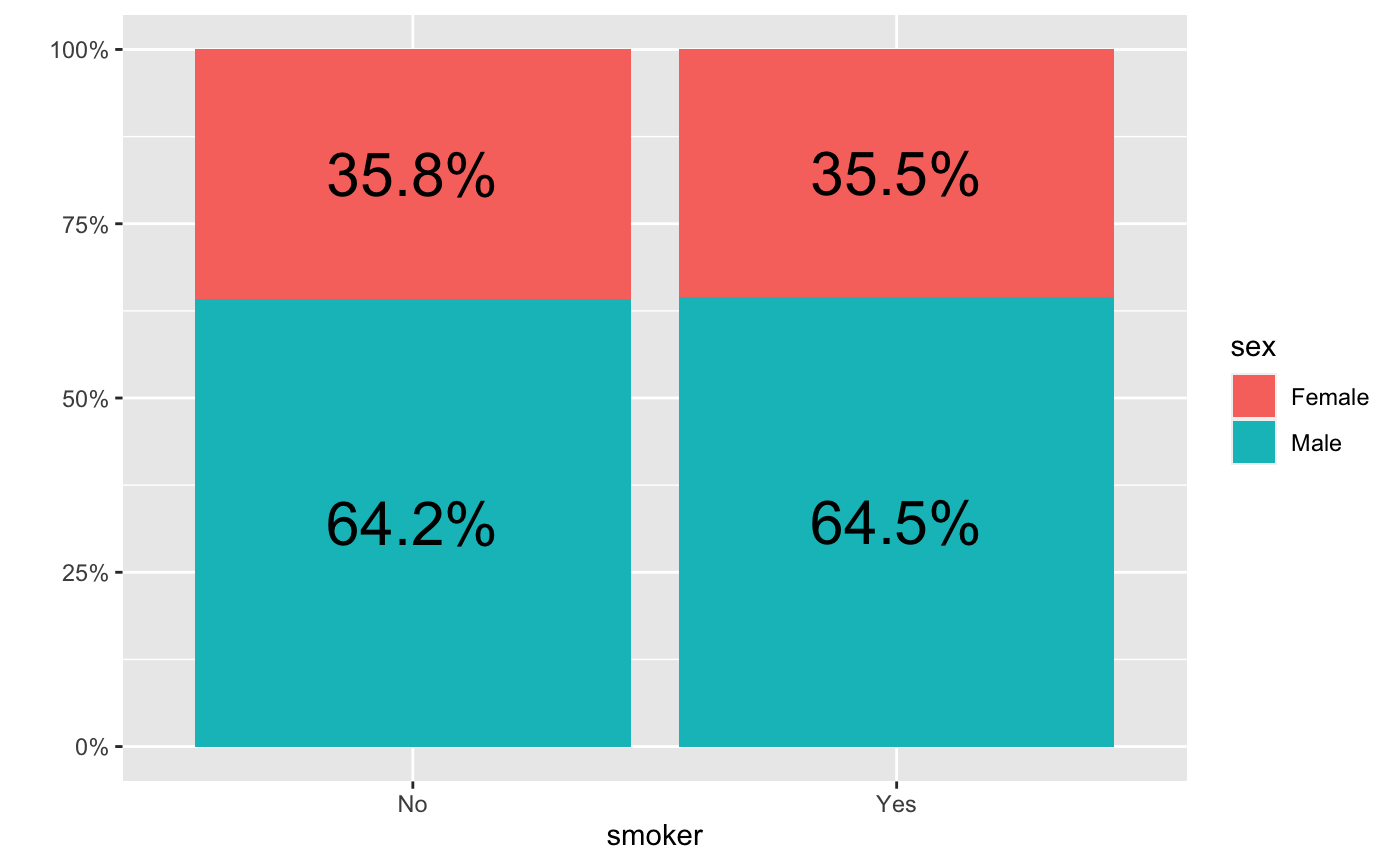 100%
75%
50%
25%
0%
35.8%
35.5%
64.2%
64.5%
No
Yes
smoker
sex
Female
Male